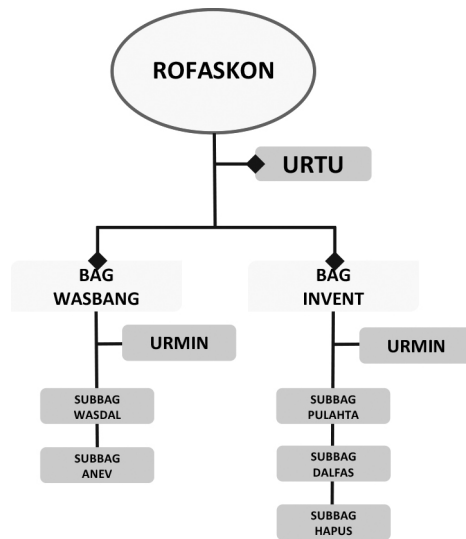 ROFASKON
URTU
BAG
WASBANG
URMIN
SUBBAG
WASDAL
SUBBAG
ANEV
BAG
INVENT
URMIN
SUBBAG
PULAHTA
SUBBAG
DALFAS
SUBBAG
HAPUS